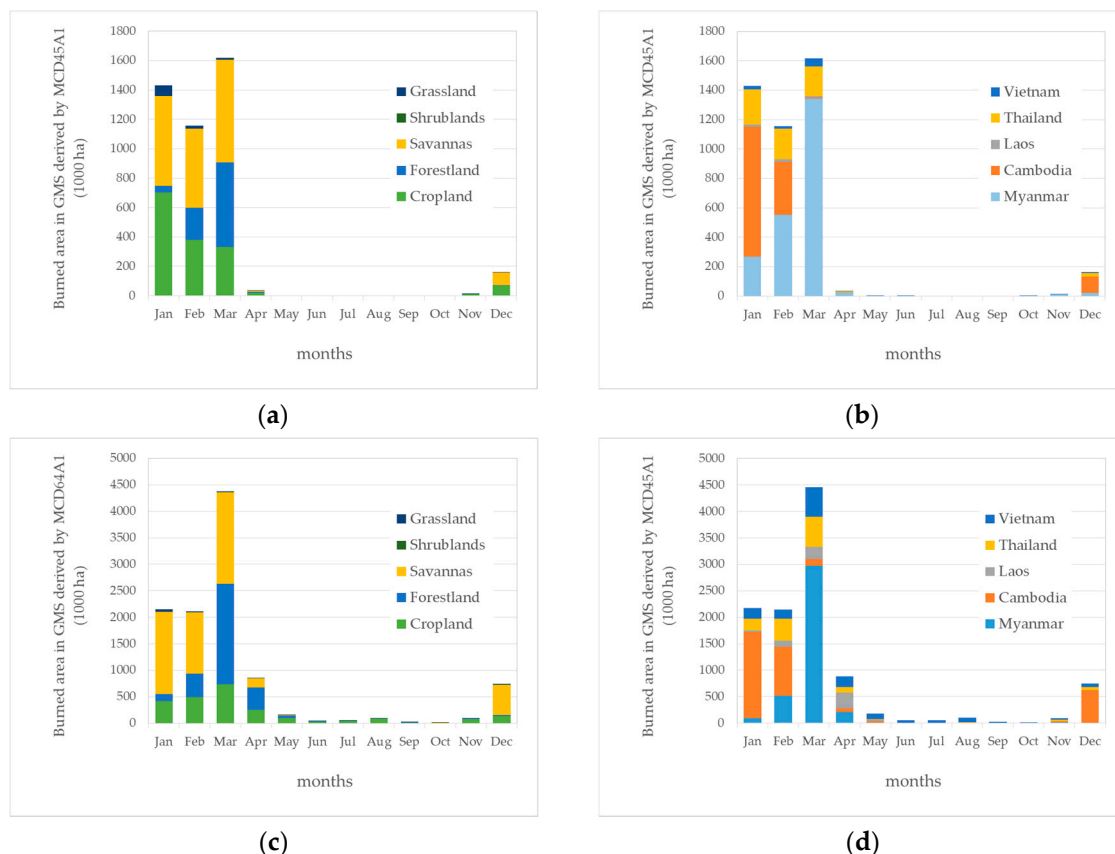 Burned area in GMS derived by MCD45A1
(1000 ha)
1800
1600
1400
1200
1000
800
600
400
200
0
Grassland
Shrublands
Savannas
Forestland
Cropland
Jan Feb Mar Apr May Jun Jul Aug Sep Oct Nov Dec
months
(a)
Burned area in GMS derived by MCD45A1
(1000 ha)
1800
1600
1400
1200
1000
800
600
400
200
0
Vietnam
Thailand
Laos
Cambodia
Myanmar
Jan Feb Mar Apr May Jun Jul Aug Sep Oct Nov Dec
months
(b)
Burned area in GMS derived by MCD64A1
(1000 ha)
5000
4500
4000
3500
3000
2500
2000
1500
1000
500
0
Grassland
Shrublands
Savannas
Forestland
Cropland
Jan Feb Mar Apr May Jun Jul Aug Sep Oct Nov Dec
months
(c)
Burned area in GMS derived by MCD45A1
(1000 ha)
5000
4500
4000
3500
3000
2500
2000
1500
1000
500
0
Vietnam
Thailand
Laos
Cambodia
Myanmar
Jan Feb Mar Apr May Jun Jul Aug Sep Oct Nov Dec
months
(d)